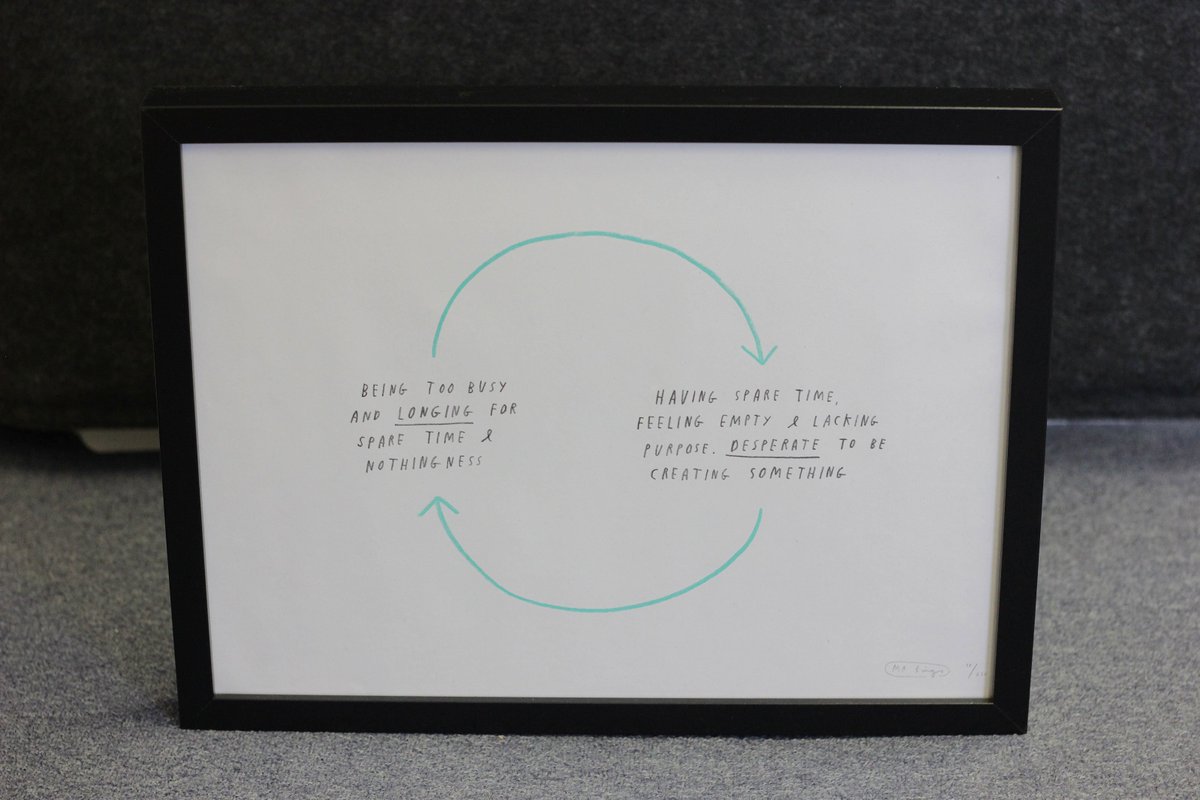 BEING TOO BUSY
AND LONGING FOR
SPARE TIME &
NOTHINGNESS
HAVING SPARE TIME,
FEELING EMPTY & LACKING
PURPOSE. DESPERATE TO BE
CREATING SOMETHING